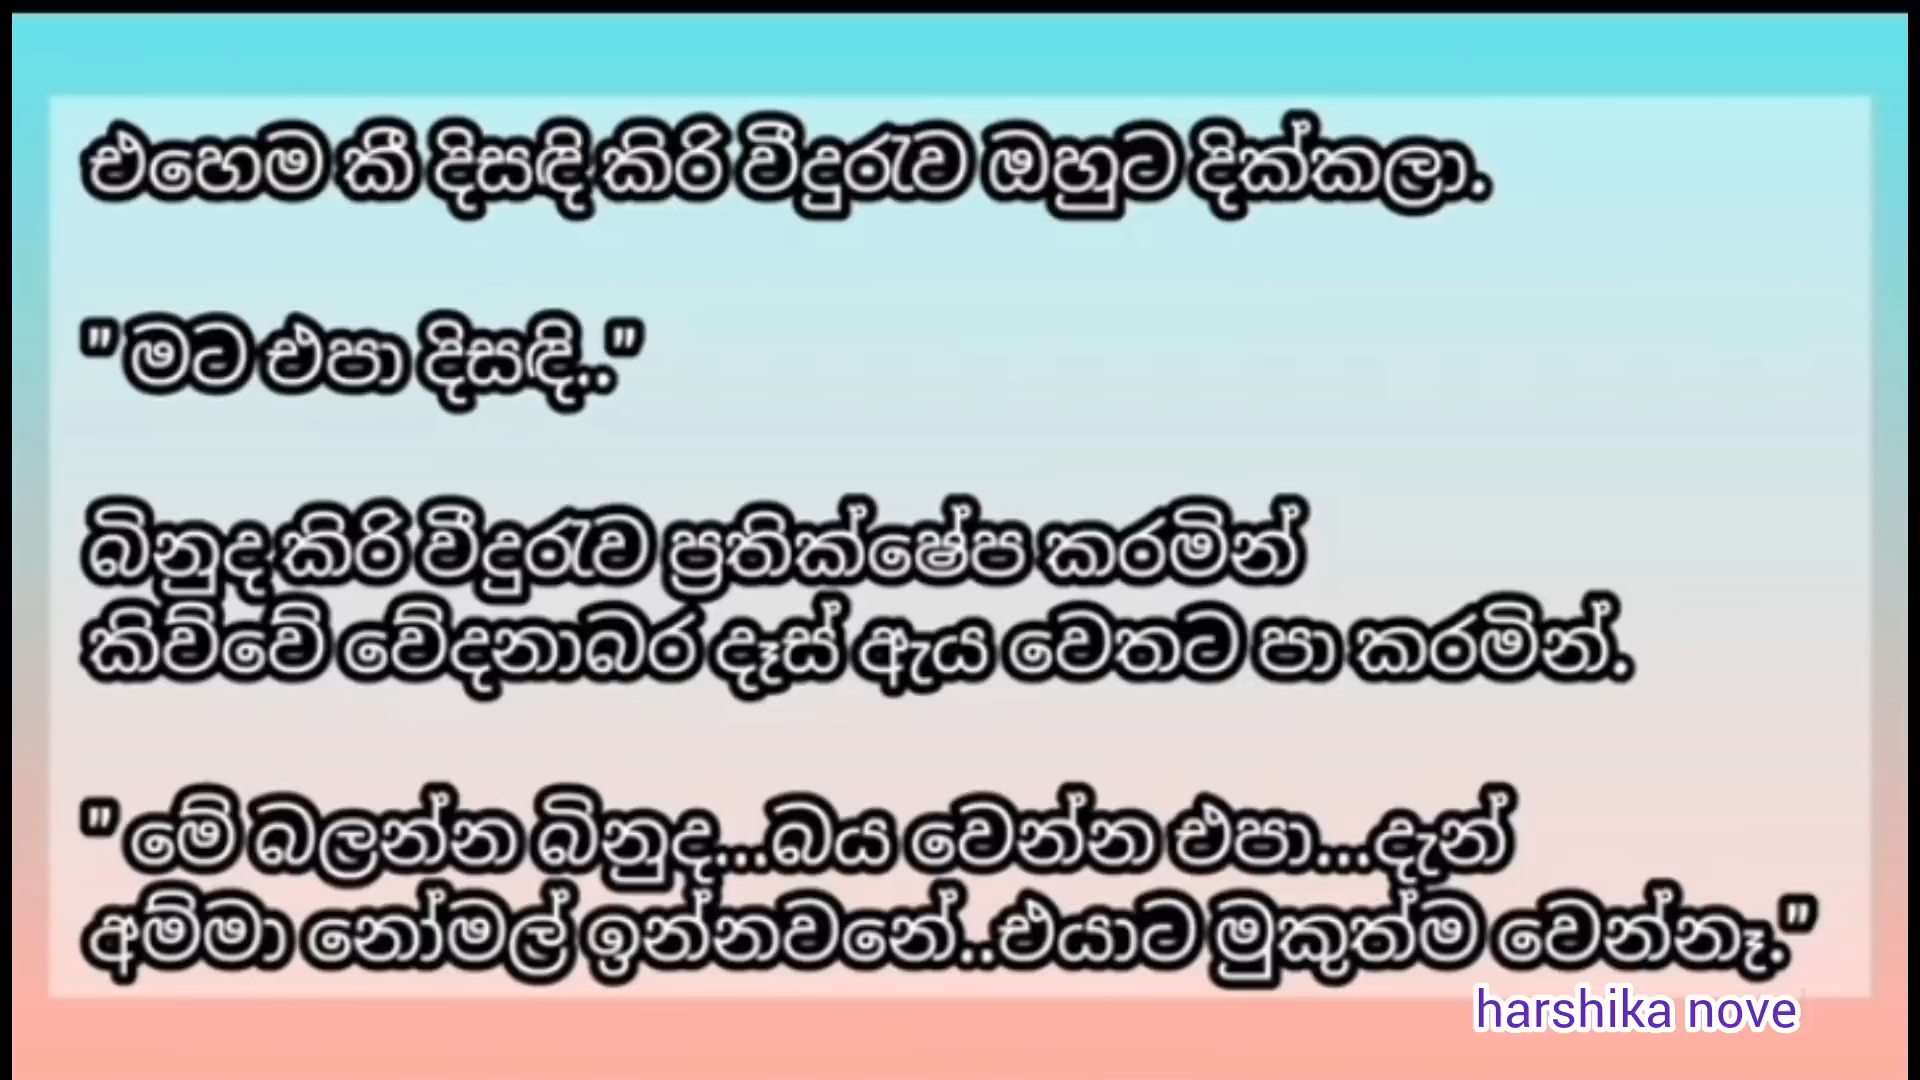 එහෙම කී දිසඳි කිරි වීදුරැව ඔහුට දික්කලා.
" මට එපා දිසඳි.."
බිනුද කිරි වීදුරැව ප්‍රතික්ෂේප කරමින්
කිව්වේ වේදනාබර දෑස් ඇය වෙතට පා කරමින්.
" මේ බලන්න බිනුද...බය වෙන්න එපා...දැන්
අම්මා නෝමල් ඉන්නවනේ..එයාට මුකුත්ම වෙන්නෑ."
harshika nove